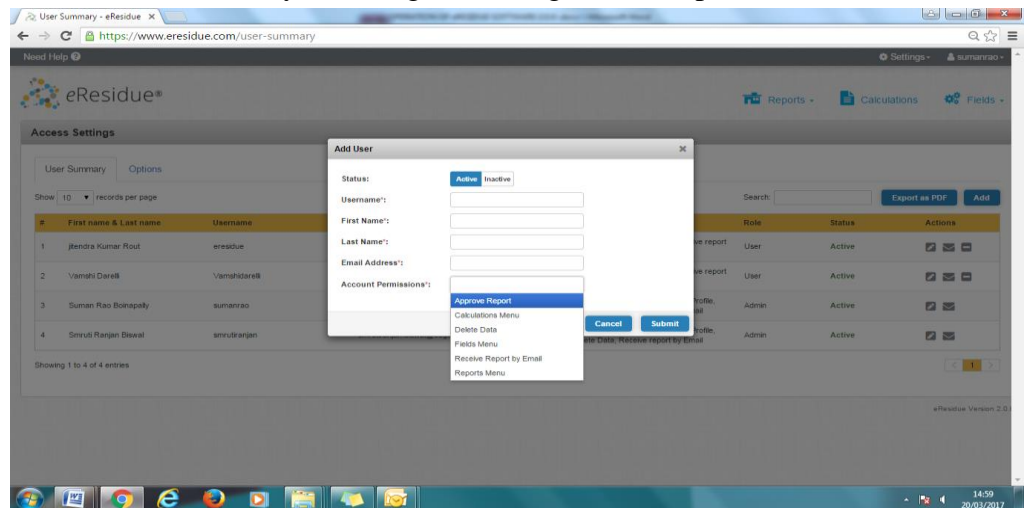 User Summary - eResidue
https://www.eresidue.com/user-summary
Need Help
Settings
sumanrao
eResidue®
Reports
Calculations
Fields
Access Settings
User Summary Options
Show 10 records per page
Search:
Export as PDF Add
# First name & Last name Username Role Status Actions
1 jitendra Kumar Rout eresidue ve report User Active
2 Vamshi Darelli Vamshidarelli ve report User Active
3 Suman Rao Boinapally sumanrao Profile, Admin Active
4 Smruti Ranjan Biswal smrutiranjan Profile, Admin Active
ete Data, Receive report by Email
Showing 1 to 4 of 4 entries
1
eResidue Version 2.0.
Add User
Status: Active Inactive
Username*:
First Name*:
Last Name*:
Email Address*:
Account Permissions*:
Approve Report
Calculations Menu
Delete Data
Fields Menu
Receive Report by Email
Reports Menu
Cancel Submit
14:59
20/03/2017